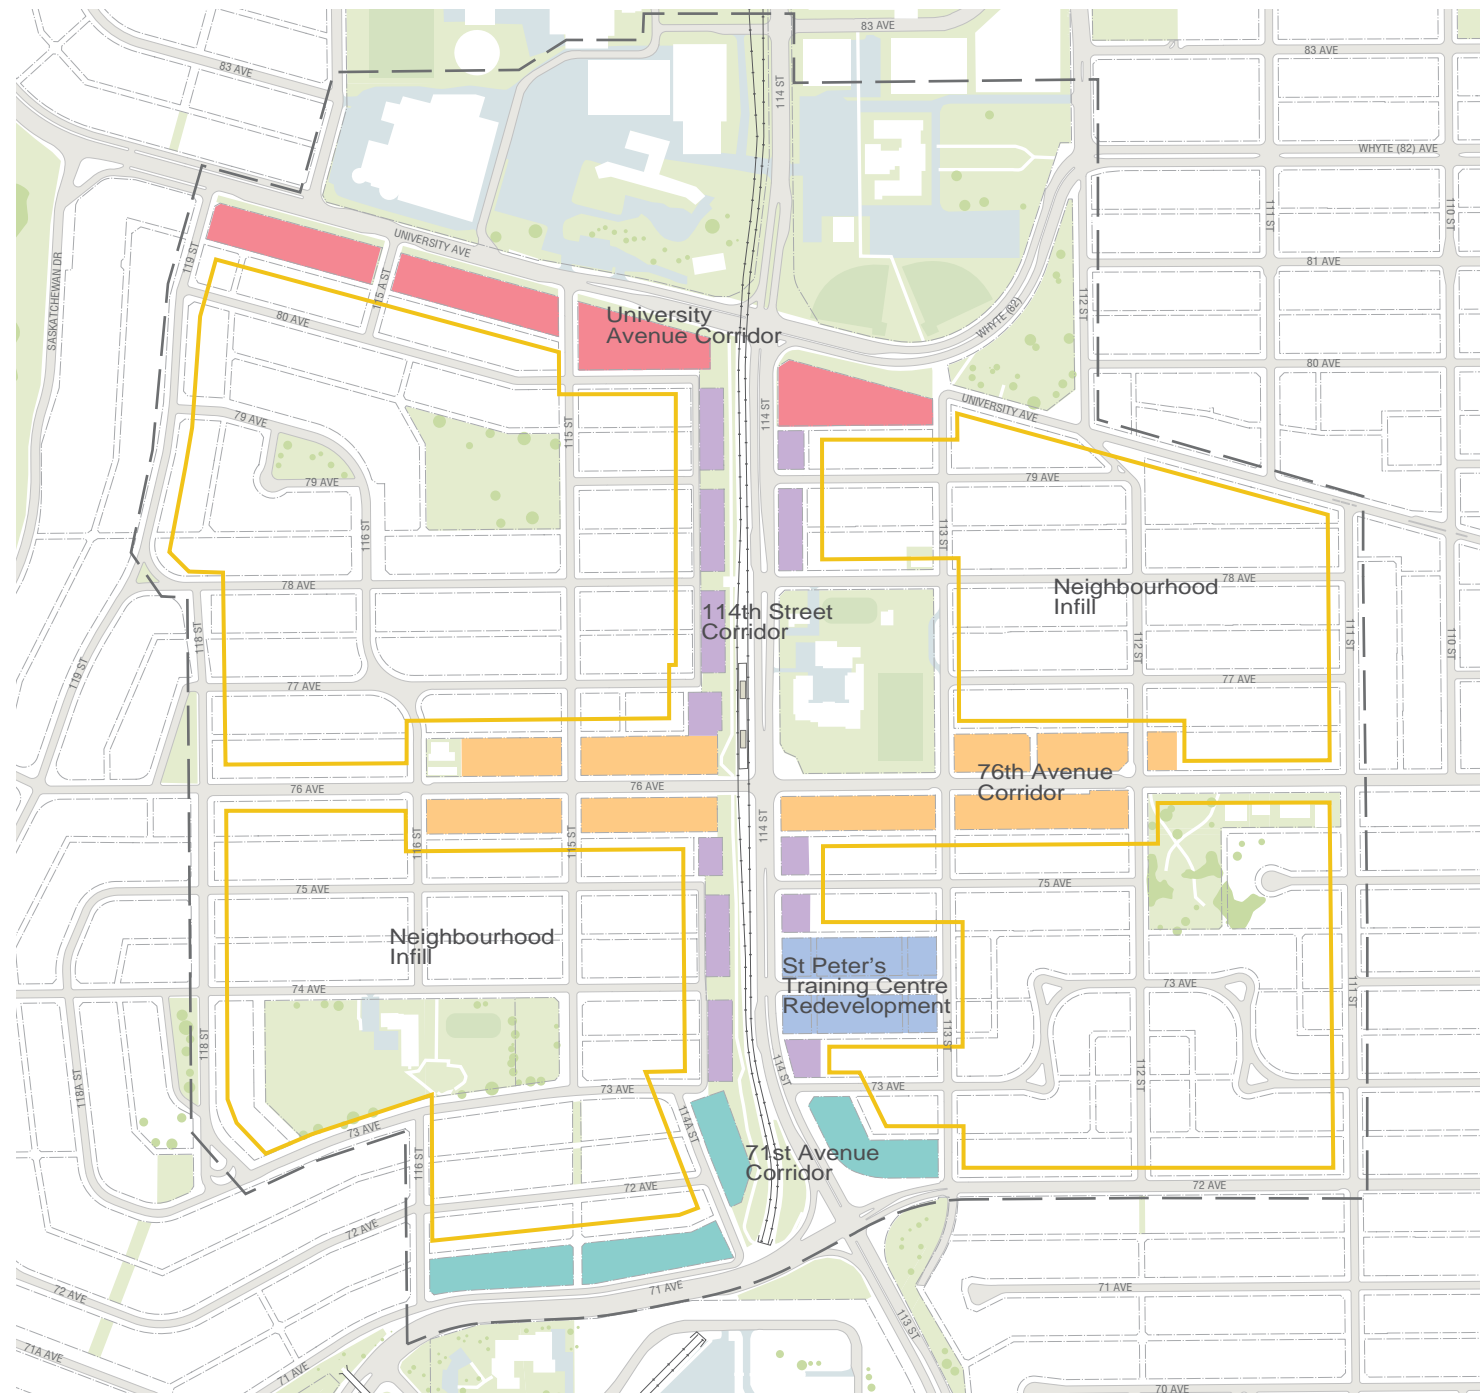 83 AVE
83 AVE
83 AVE
114 ST
WHYTE (82) AVE
111 ST
110 ST
119 ST
UNIVERSITY AVE
81 AVE
SASKATCHEWAN DR
115 A ST
112 ST
WHYTE (82)
80 AVE
University
Avenue Corridor
80 AVE
UNIVERSITY AVE
79 AVE
115 ST
114 ST
79 AVE
79 AVE
116 ST
113 ST
78 AVE
78 AVE
Neighbourhood
Infill
114th Street
Corridor
118 ST
112 ST
111 ST
110 ST
119 ST
77 AVE
77 AVE
76 AVE
76 AVE
76th Avenue
Corridor
116 ST
115 ST
114 ST
75 AVE
75 AVE
Neighbourhood
Infill
St Peter's
Training Centre
Redevelopment
74 AVE
73 AVE
111 ST
118 ST
113 ST
118A ST
114 ST
112 ST
73 AVE
73 AVE
73 AVE
114A ST
116 ST
71st Avenue
Corridor
72 AVE
72 AVE
72 AVE
72 AVE
71 AVE
71 AVE
113 ST
71A AVE
71 AVE
70 AVE